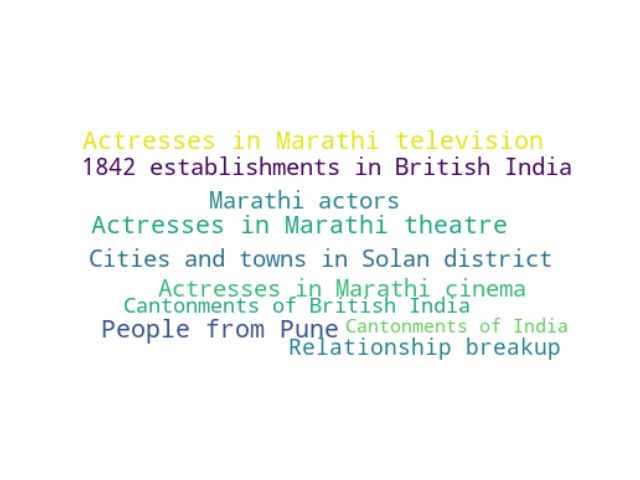 Actresses in Marathi television
1842 establishments in British India
Marathi actors
Actresses in Marathi theatre
Cities and towns in Solan district
Actresses in Marathi cinema
Cantonments of British India
People from Pune
Cantonments of India
Relationship breakup